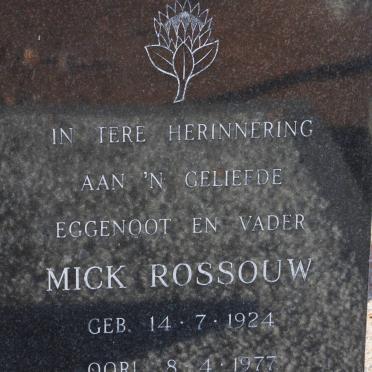 IN TERE HERINNERING
AAN 'N GELIEFDE
EGGENOOT EN VADER
MICK ROSSOUW
GEB. 14·7·1924
OORL. 8·4·1977